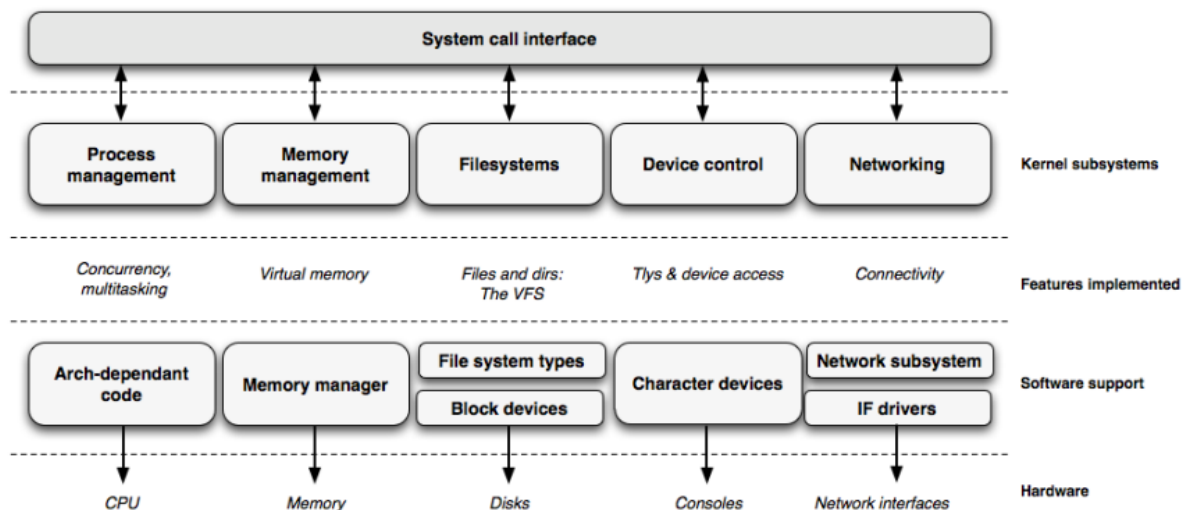 System call interface
Process
management
Memory
management
Filesystems
Device control
Networking
Kernel subsystems
Concurrency,
multitasking
Virtual memory
Files and dirs:
The VFS
Tlys & device access
Connectivity
Features implemented
Arch-dependant
code
Memory manager
File system types
Block devices
Character devices
Network subsystem
IF drivers
Software support
CPU
Memory
Disks
Consoles
Network interfaces
Hardware